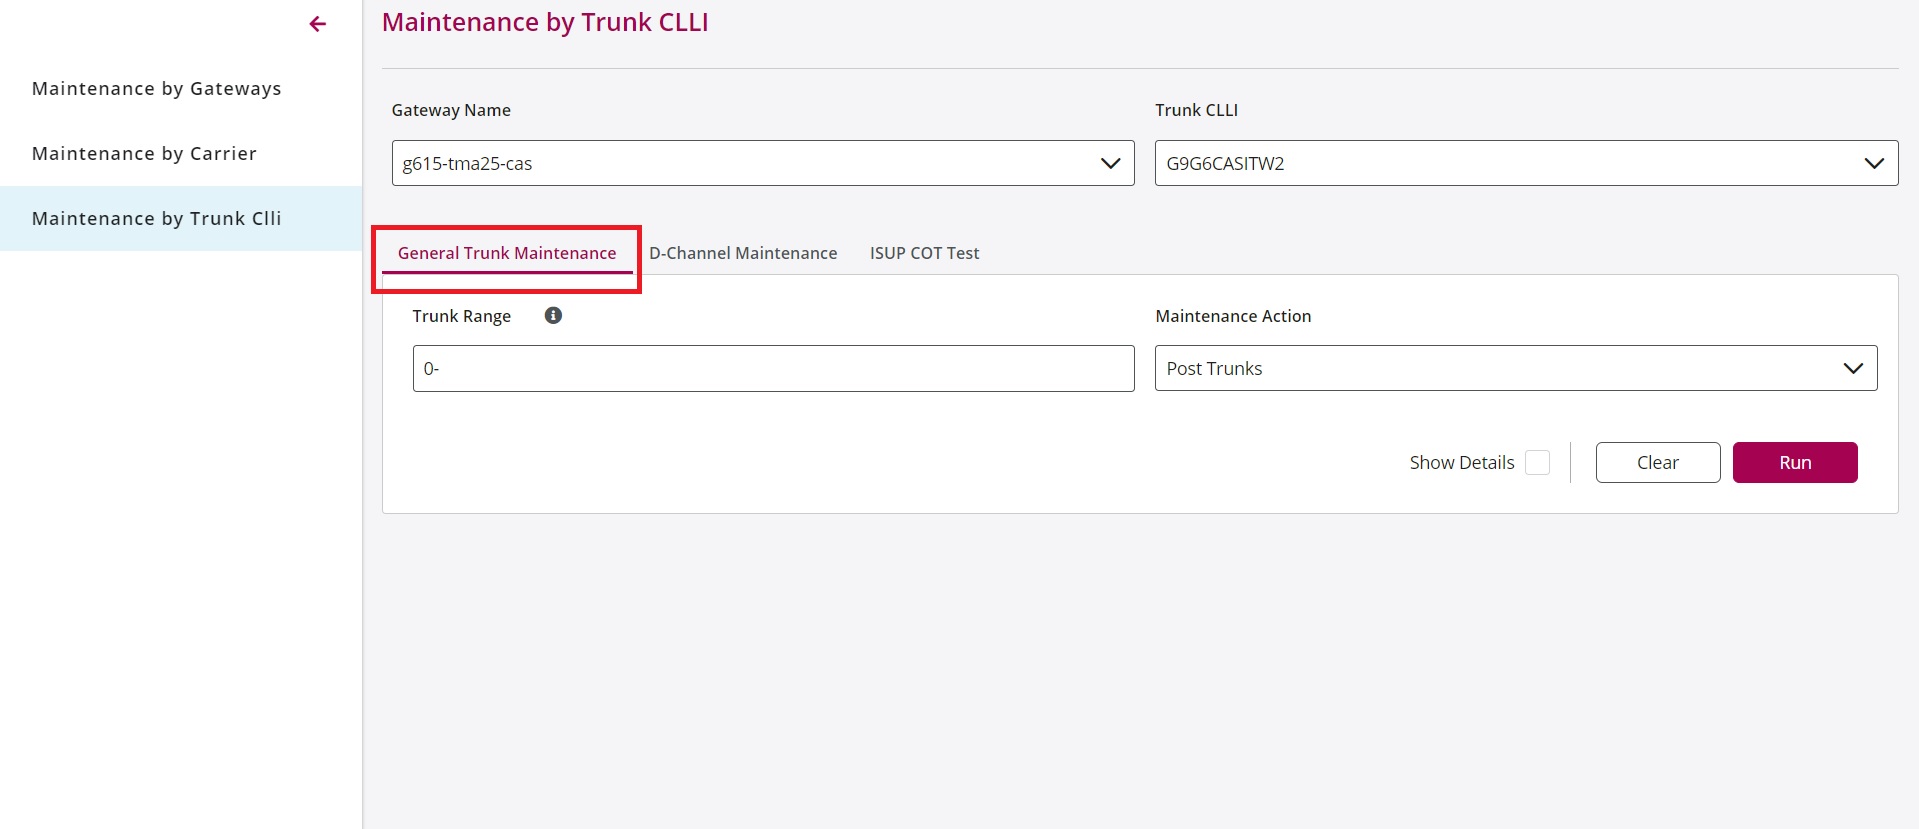 Maintenance by Trunk CLLI
Maintenance by Gateways
Maintenance by Carrier
Maintenance by Trunk Clli
Gateway Name
Trunk CLLI
g615-tma25-cas
G9G6CASITW2
General Trunk Maintenance
D-Channel Maintenance
ISUP COT Test
Trunk Range
Maintenance Action
0-
Post Trunks
Show Details
Clear
Run